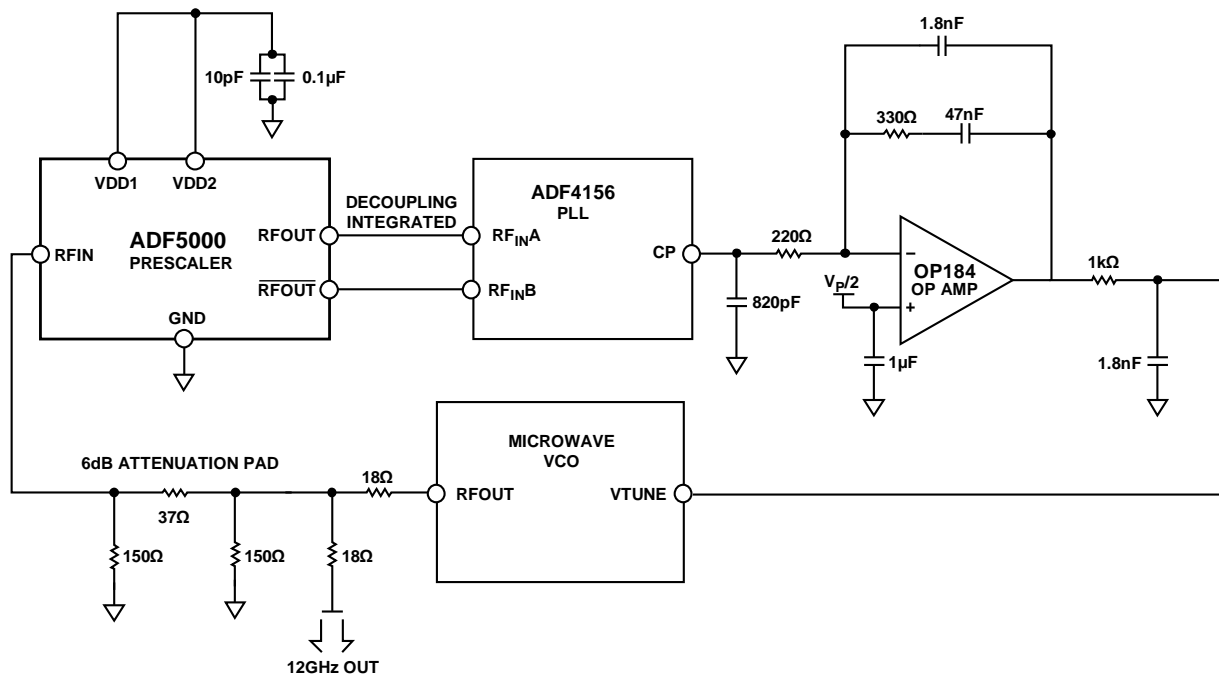 1.8nF
10pF
0.1µF
330Ω
47nF
VDD1
VDD2
ADF5000
PRESCALER
RFIN
RFOUT
RFOUT
GND
DECOUPLING
INTEGRATED
ADF4156
PLL
RFINA
RFINB
CP
220Ω
820pF
VP/2
1µF
−
+
OP184
OP AMP
1kΩ
1.8nF
6dB ATTENUATION PAD
37Ω
150Ω
150Ω
18Ω
18Ω
12GHz OUT
MICROWAVE
VCO
RFOUT
VTUNE